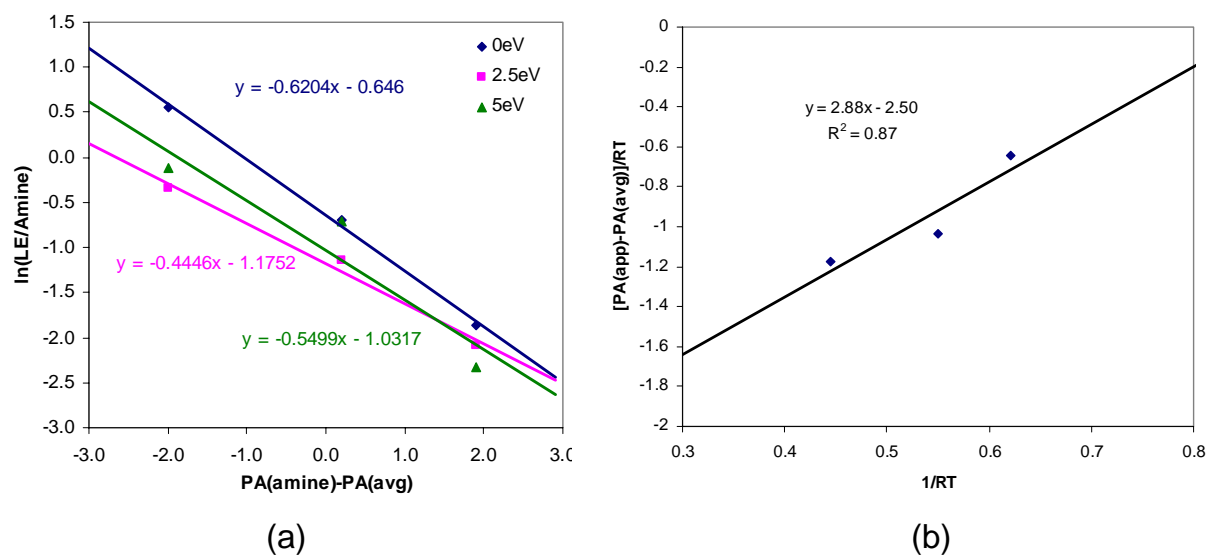 1.5
1.0
0.5
0.0
-0.5
-1.0
-1.5
-2.0
-2.5
-3.0
ln(LE/Amine)
0eV
2.5eV
5eV
y = -0.6204x - 0.646
y = -0.4446x - 1.1752
y = -0.5499x - 1.0317
-3.0 -2.0 -1.0 0.0 1.0 2.0 3.0
PA(amine)-PA(avg)
(a)
0
-0.2
-0.4
-0.6
-0.8
-1
-1.2
-1.4
-1.6
-1.8
-2
[PA(app)-PA(avg)]/RT
y = 2.88x - 2.50
R² = 0.87
0.3 0.4 0.5 0.6 0.7 0.8
1/RT
(b)